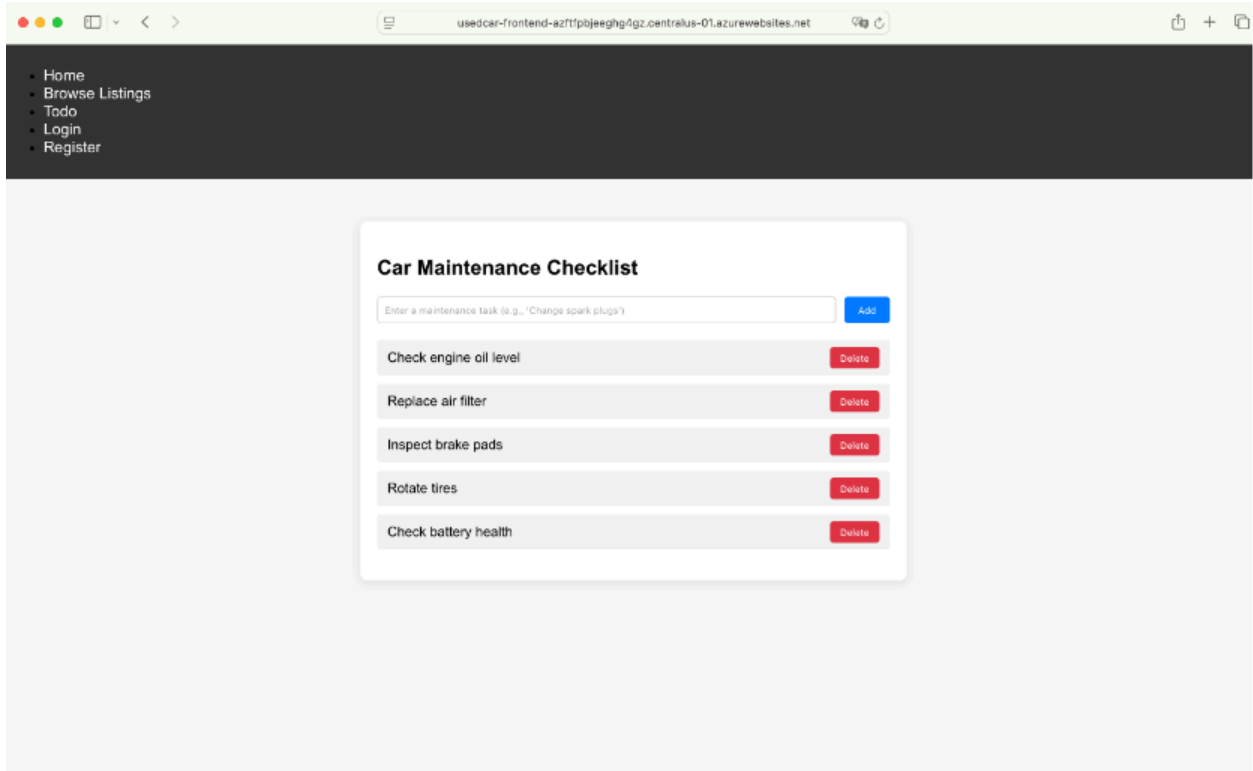 usedcar-frontend-azftfpbjeeghg4gz.centralus-01.azurewebsites.net
Home
Browse Listings
Todo
Login
Register
Car Maintenance Checklist
Enter a maintenance task (e.g., 'Change spark plugs')
Add
Check engine oil level
Delete
Replace air filter
Delete
Inspect brake pads
Delete
Rotate tires
Delete
Check battery health
Delete